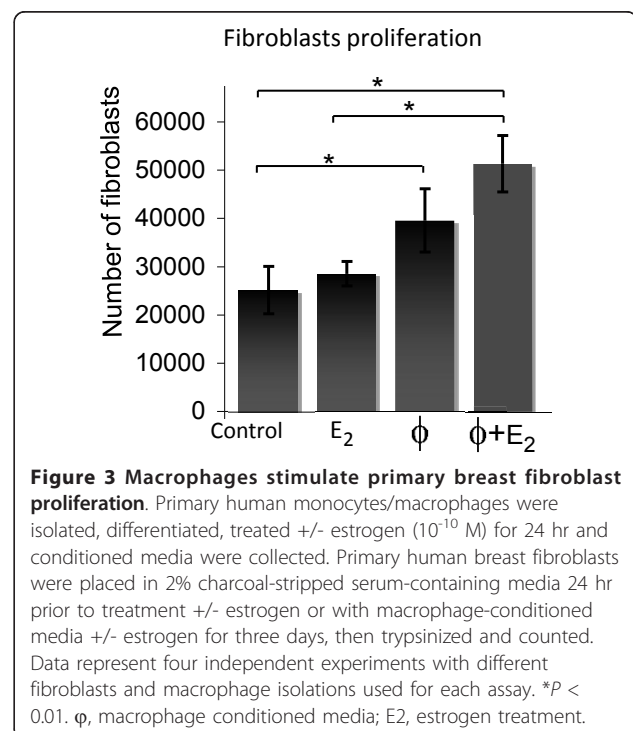 Fibroblasts proliferation
*
*
*
Number of fibroblasts
60000
50000
40000
30000
20000
10000
0
Control E₂ ϕ ϕ+E₂
Figure 3 Macrophages stimulate primary breast fibroblast
proliferation. Primary human monocytes/macrophages were
isolated, differentiated, treated +/- estrogen (10⁻¹⁰ M) for 24 hr and
conditioned media were collected. Primary human breast fibroblasts
were placed in 2% charcoal-stripped serum-containing media 24 hr
prior to treatment +/- estrogen or with macrophage-conditioned
media +/- estrogen for three days, then trypsinized and counted.
Data represent four independent experiments with different
fibroblasts and macrophage isolations used for each assay. *P <
0.01. φ, macrophage conditioned media; E2, estrogen treatment.